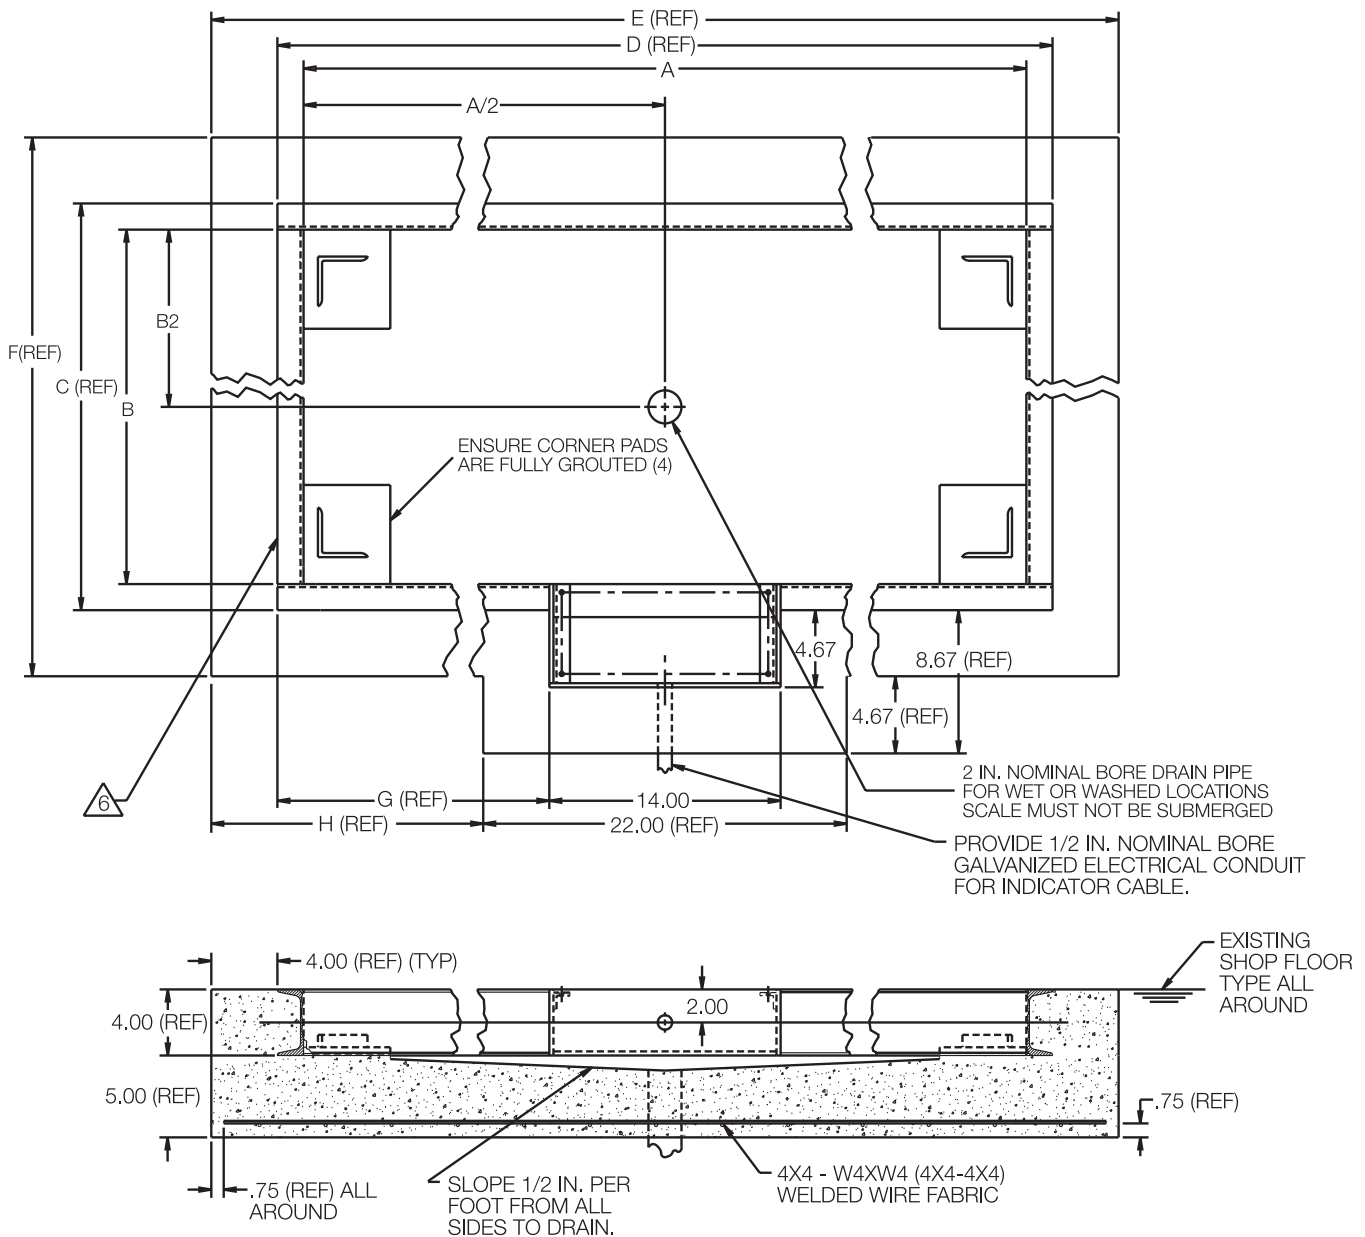 E (REF)
D (REF)
A
A/2
B2
F(REF)
C (REF)
B
ENSURE CORNER PADS
ARE FULLY GROUTED (4)
4.67
8.67 (REF)
4.67 (REF)
6
G (REF)
14.00
H (REF)
22.00 (REF)
2 IN. NOMINAL BORE DRAIN PIPE
FOR WET OR WASHED LOCATIONS
SCALE MUST NOT BE SUBMERGED
PROVIDE 1/2 IN. NOMINAL BORE
GALVANIZED ELECTRICAL CONDUIT
FOR INDICATOR CABLE.
4.00 (REF) (TYP)
EXISTING
SHOP FLOOR
TYPE ALL
AROUND
4.00 (REF)
2.00
5.00 (REF)
.75 (REF)
.75 (REF) ALL
AROUND
SLOPE 1/2 IN. PER
FOOT FROM ALL
SIDES TO DRAIN.
4X4 - W4XW4 (4X4-4X4)
WELDED WIRE FABRIC